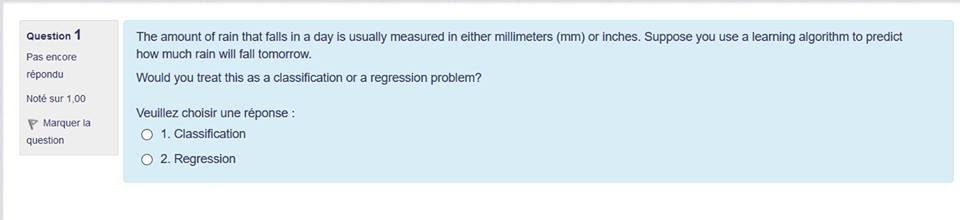 Question 1
Pas encore
répondu
Noté sur 1,00
Marquer la
question
The amount of rain that falls in a day is usually measured in either millimeters (mm) or inches. Suppose you use a learning algorithm to predict
how much rain will fall tomorrow.
Would you treat this as a classification or a regression problem?
Veuillez choisir une réponse :
1. Classification
2. Regression